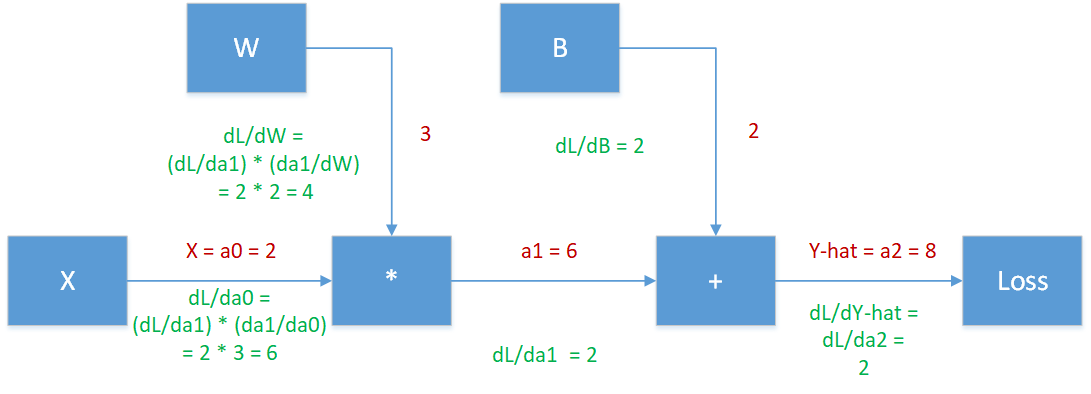 W
B
3
2
dL/dW =
(dL/da1) * (da1/dW)
= 2 * 2 = 4
dL/dB = 2
X
X = a0 = 2
*
a1 = 6
+
Y-hat = a2 = 8
Loss
dL/da0 =
(dL/da1) * (da1/da0)
= 2 * 3 = 6
dL/da1  = 2
dL/dY-hat =
dL/da2 =
2